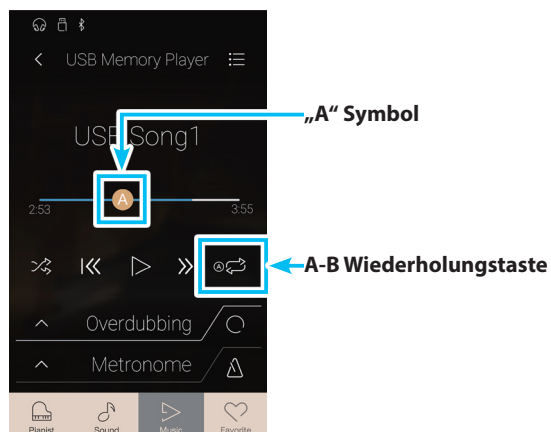 USB Memory Player
„A“ Symbol
USB Song1
A
2:53 3:55
A
A-B Wiederholungstaste
Overdubbing
Metronome
Pianist Sound Music Favorite